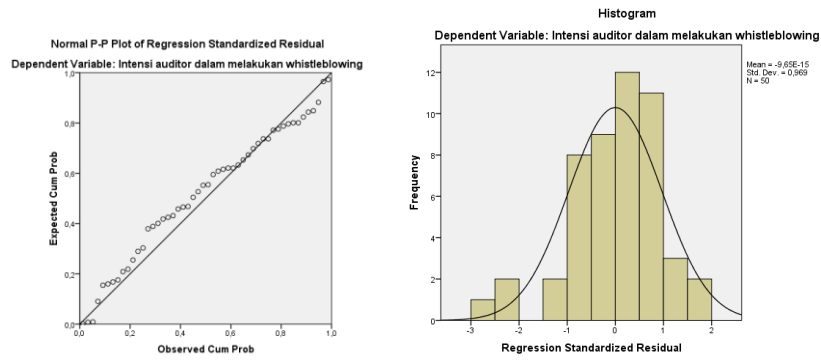 Normal P-P Plot of Regression Standardized Residual
Dependent Variable: Intensi auditor dalam melakukan whistleblowing
1,0
0,8
0,6
0,4
0,2
0,0
Expected Cum Prob
0,0 0,2 0,4 0,6 0,8 1,0
Observed Cum Prob
Histogram
Dependent Variable: Intensi auditor dalam melakukan whistleblowing
Mean = -9,65E-15
Std. Dev. = 0,969
N = 50
12
10
8
6
4
2
0
Frequency
-3 -2 -1 0 1 2
Regression Standardized Residual